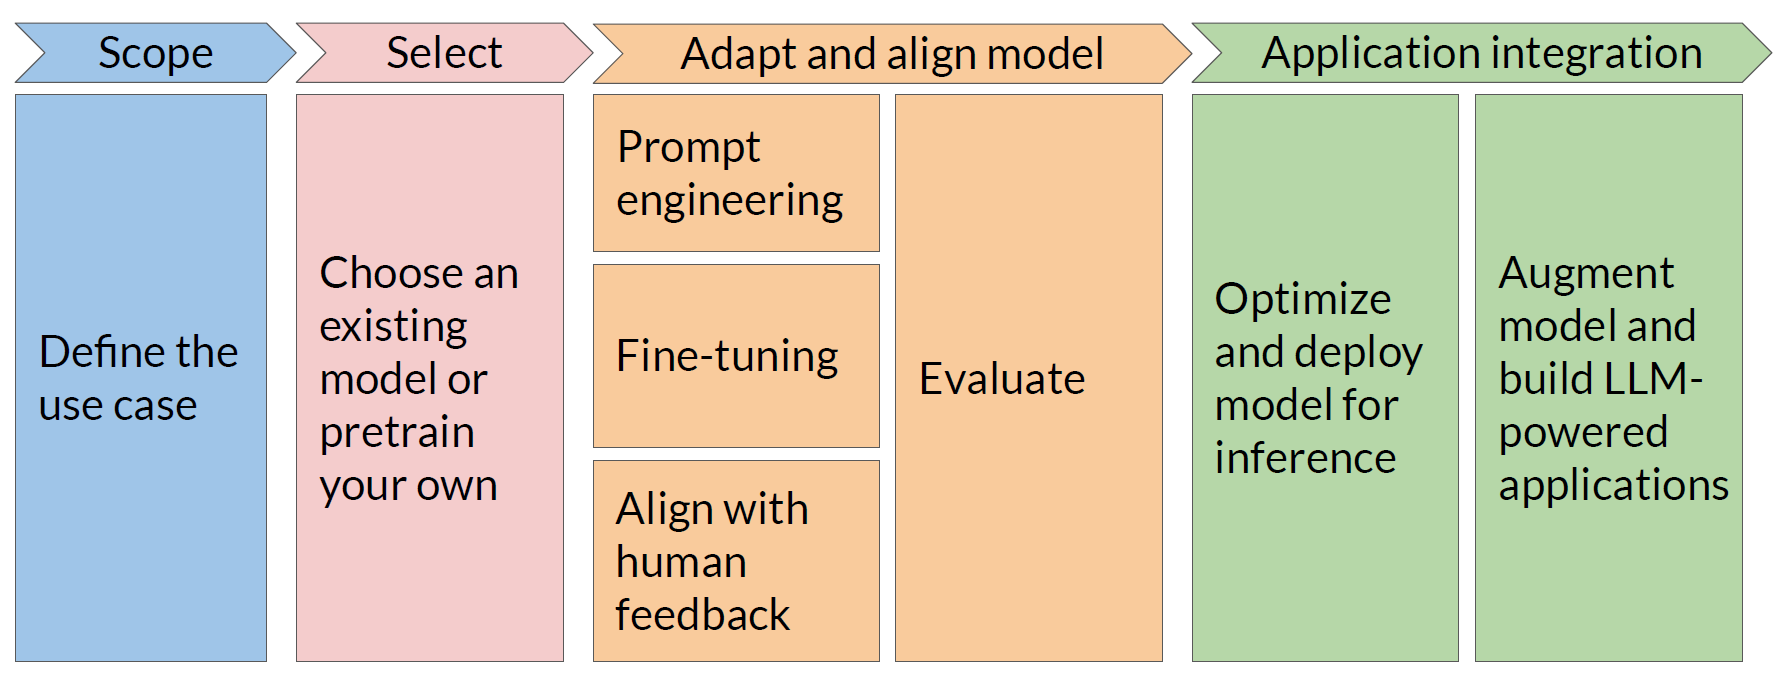 Scope
Select
Adapt and align model
Application integration
Define the
use case
Choose an
existing
model or
pretrain
your own
Prompt
engineering
Fine-tuning
Align with
human
feedback
Evaluate
Optimize
and deploy
model for
inference
Augment
model and
build LLM-
powered
applications